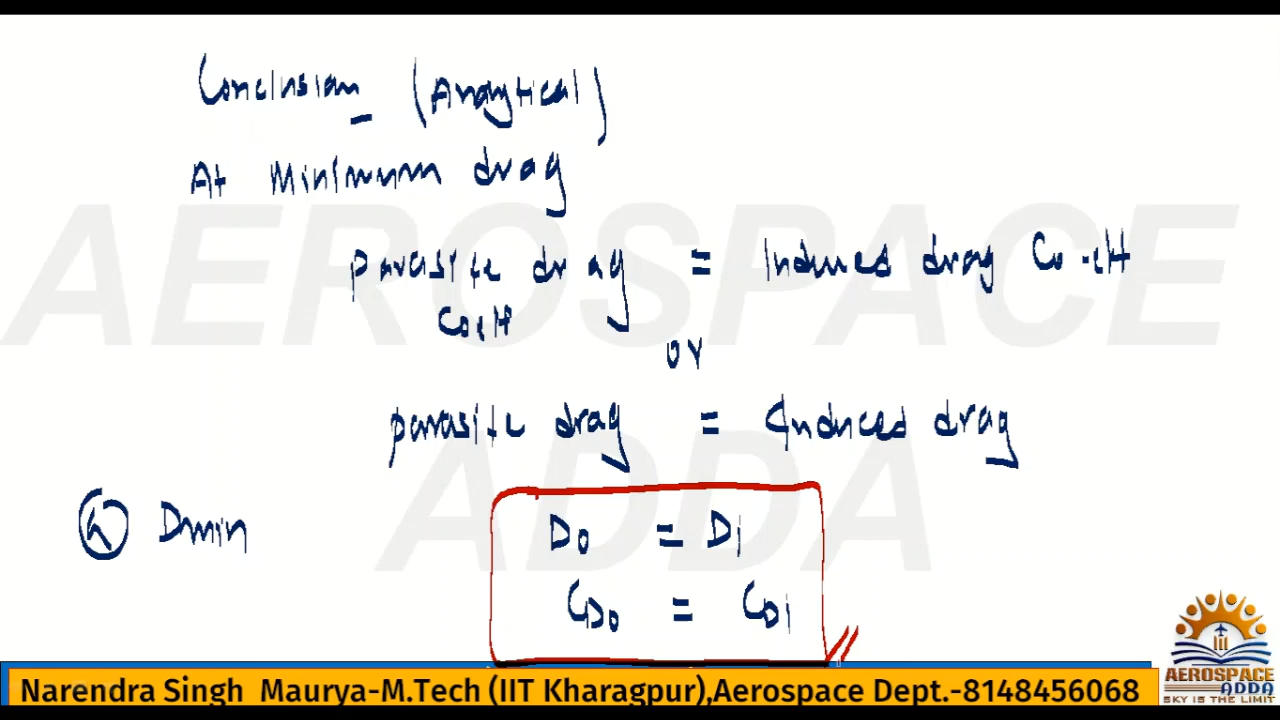 Conclusion (Analytical)
At Minimum drag
parasite drag = Induced drag Co-eff
Coeff
or
parasite drag = Induced drag
@ Dmin
D0 = Di
CD0 = CDi
AEROSPACE
ADDA
Narendra Singh Maurya-M.Tech (IIT Kharagpur),Aerospace Dept.-8148456068
AEROSPACE
ADDA
SKY IS THE LIMIT